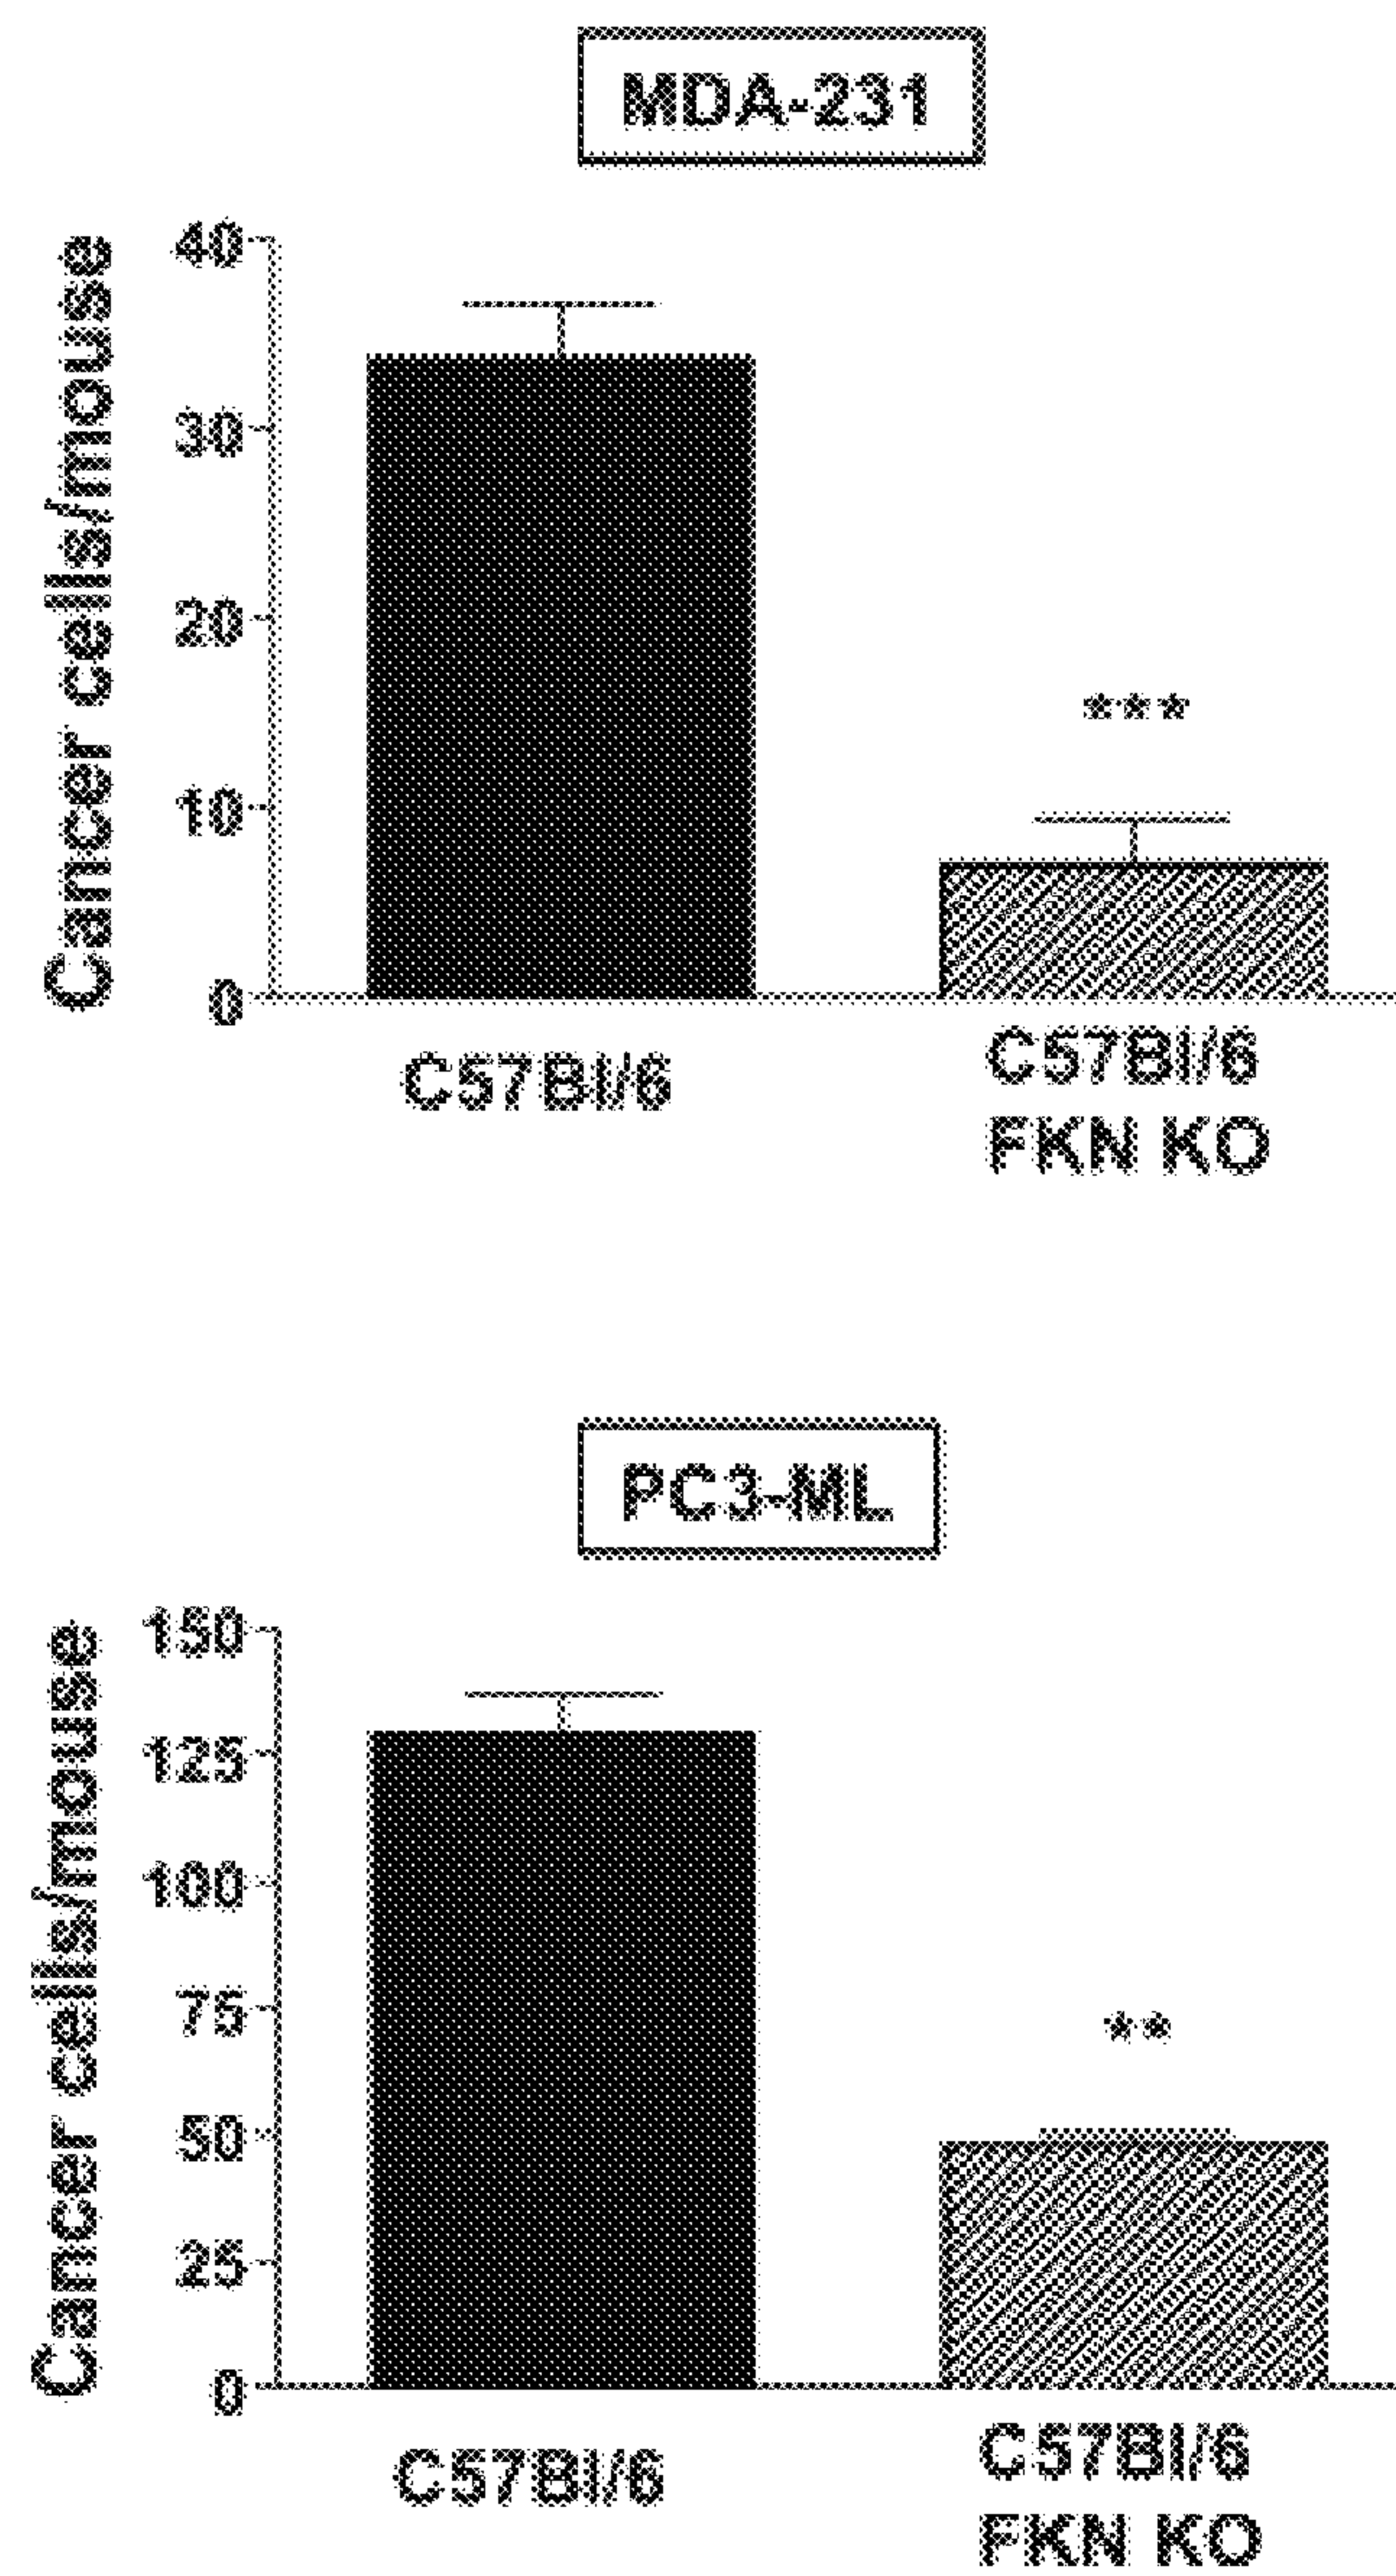 MDA-231
Cancer cells/mouse
40
30
20
10
0
***
C57Bl/6
C57Bl/6
FKN KO
PC3-ML
Cancer cells/mouse
150
125
100
75
50
25
0
**
C57Bl/6
C57Bl/6
FKN KO